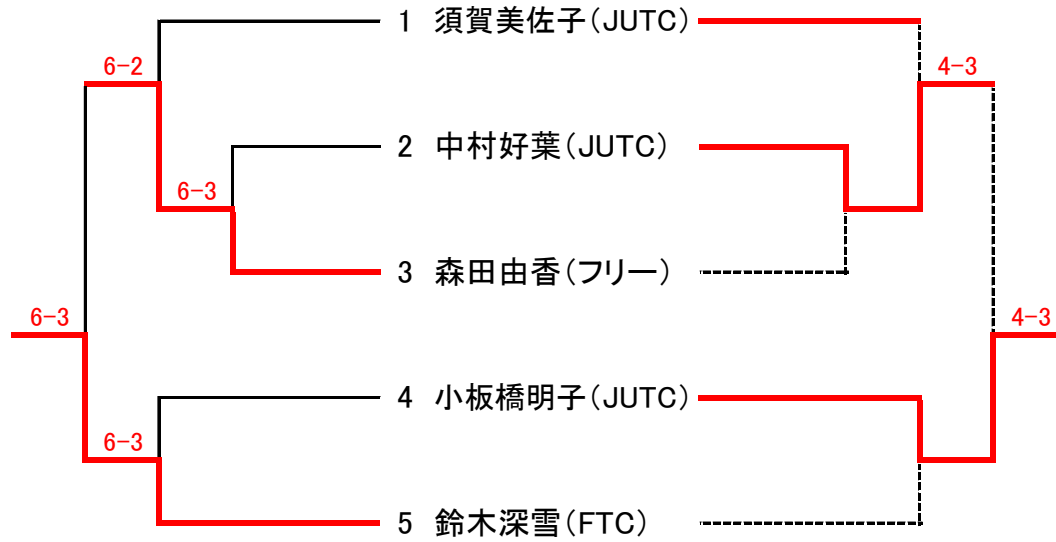 1 須賀美佐子(JUTC)
6-2
4-3
2 中村好葉(JUTC)
6-3
3 森田由香(フリー)
6-3
4-3
4 小板橋明子(JUTC)
6-3
5 鈴木深雪(FTC)